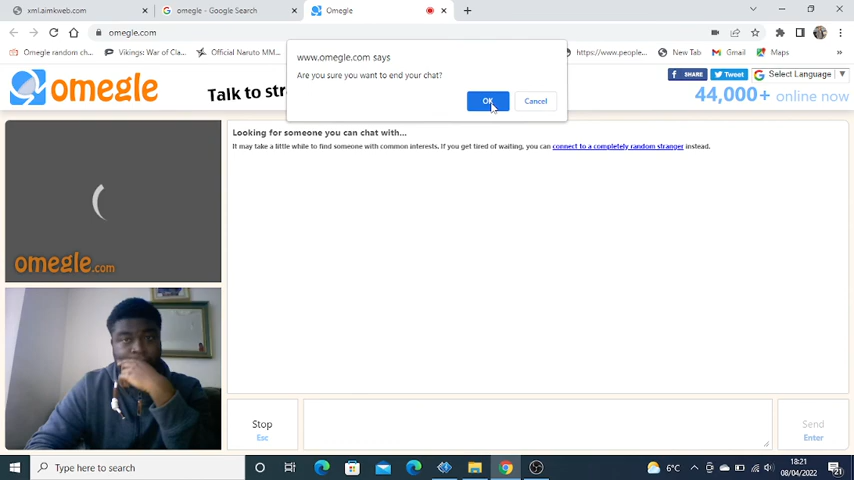 xml.aimkweb.com
omegle - Google Search
Omegle
omegle.com
Omegle random ch...
Vikings: War of Cla...
Official Naruto MM...
https://www.people...
New Tab
Gmail
Maps
www.omegle.com says
Are you sure you want to end your chat?
OK
Cancel
omegle
Talk to str
SHARE
Tweet
Select Language
44,000+ online now
Looking for someone you can chat with...
It may take a little while to find someone with common interests. If you get tired of waiting, you can connect to a completely random stranger instead.
omegle.com
Stop
Esc
Send
Enter
Type here to search
6°C
18:21
08/04/2022
21